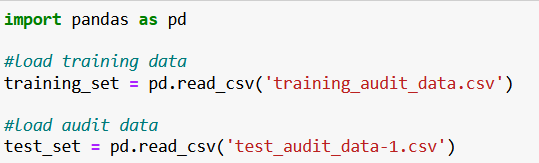 import pandas as pd
#load training data
training_set = pd.read_csv('training_audit_data.csv')
#load audit data
test_set = pd.read_csv('test_audit_data-1.csv')